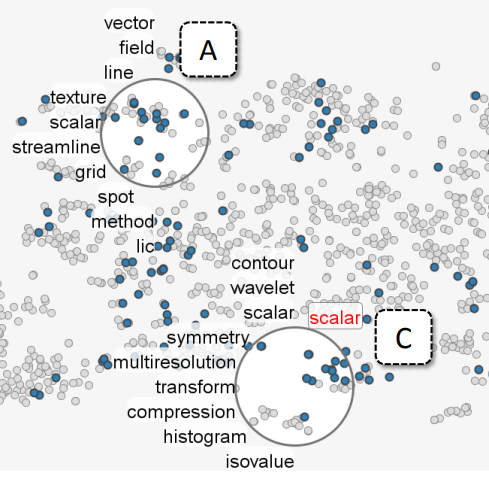 vector
field
A
line
texture
scalar
streamline
grid
spot
method
lic
contour
wavelet
scalar
scalar
C
symmetry
multiresolution
transform
compression
histogram
isovalue